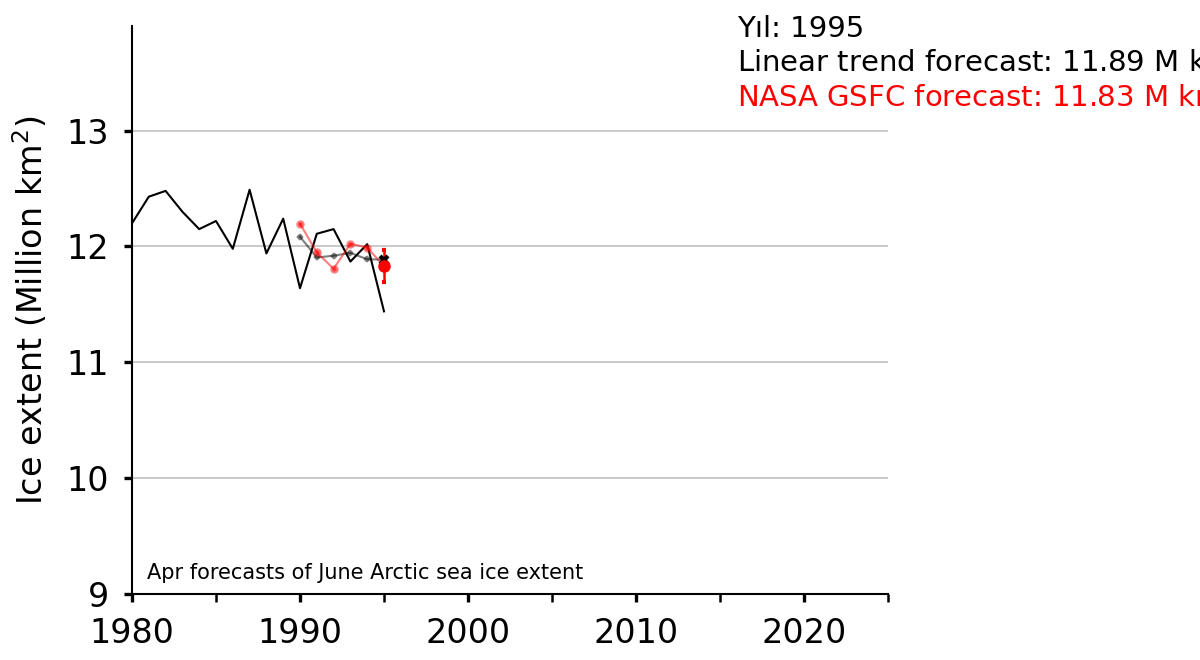 Yıl: 1995
Linear trend forecast: 11.89 M
NASA GSFC forecast: 11.83 M
Ice extent (Million km²)
13
12
11
10
9
Apr forecasts of June Arctic sea ice extent
1980 1990 2000 2010 2020